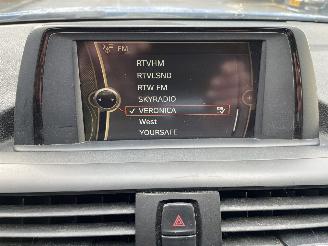 FM
RTVHM
RTVLSND
RTW FM
SKYRADIO
✓ VERONICA
West
YOURSAFE